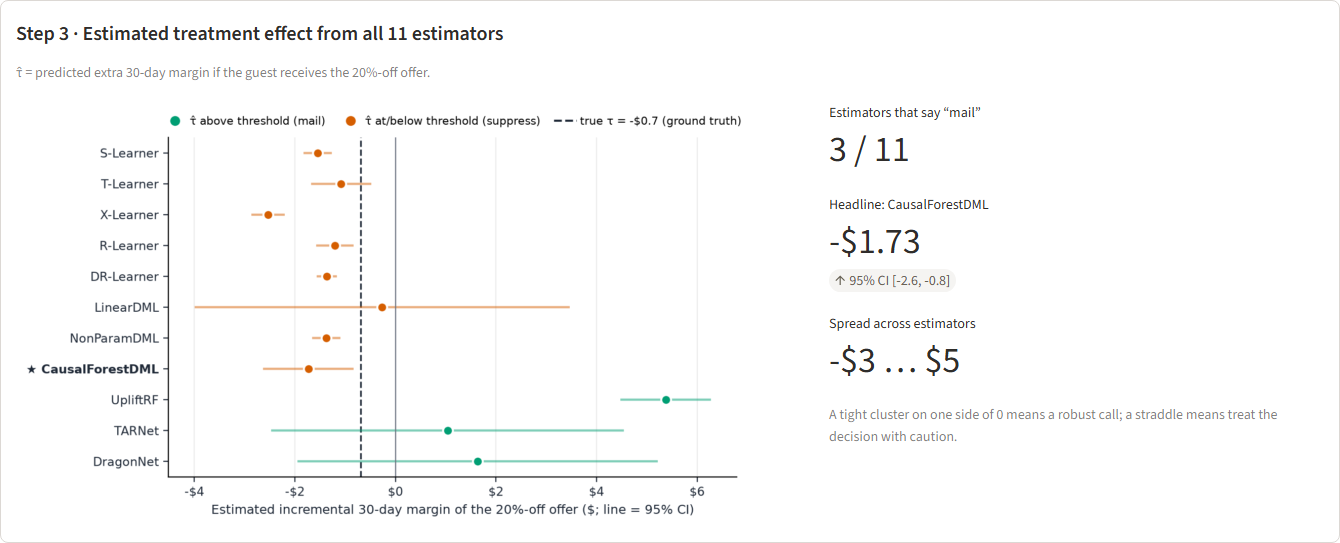 Step 3 · Estimated treatment effect from all 11 estimators
τ̂ = predicted extra 30-day margin if the guest receives the 20%-off offer.
τ̂ above threshold (mail)
τ̂ at/below threshold (suppress)
true τ = -$0.7 (ground truth)
S-Learner
T-Learner
X-Learner
R-Learner
DR-Learner
LinearDML
NonParamDML
★ CausalForestDML
UpliftRF
TARNet
DragonNet
-$4 -$2 $0 $2 $4 $6
Estimated incremental 30-day margin of the 20%-off offer ($; line = 95% CI)
Estimators that say “mail”
3 / 11
Headline: CausalForestDML
-$1.73
↑ 95% CI [-2.6, -0.8]
Spread across estimators
-$3 … $5
A tight cluster on one side of 0 means a robust call; a straddle means treat the
decision with caution.